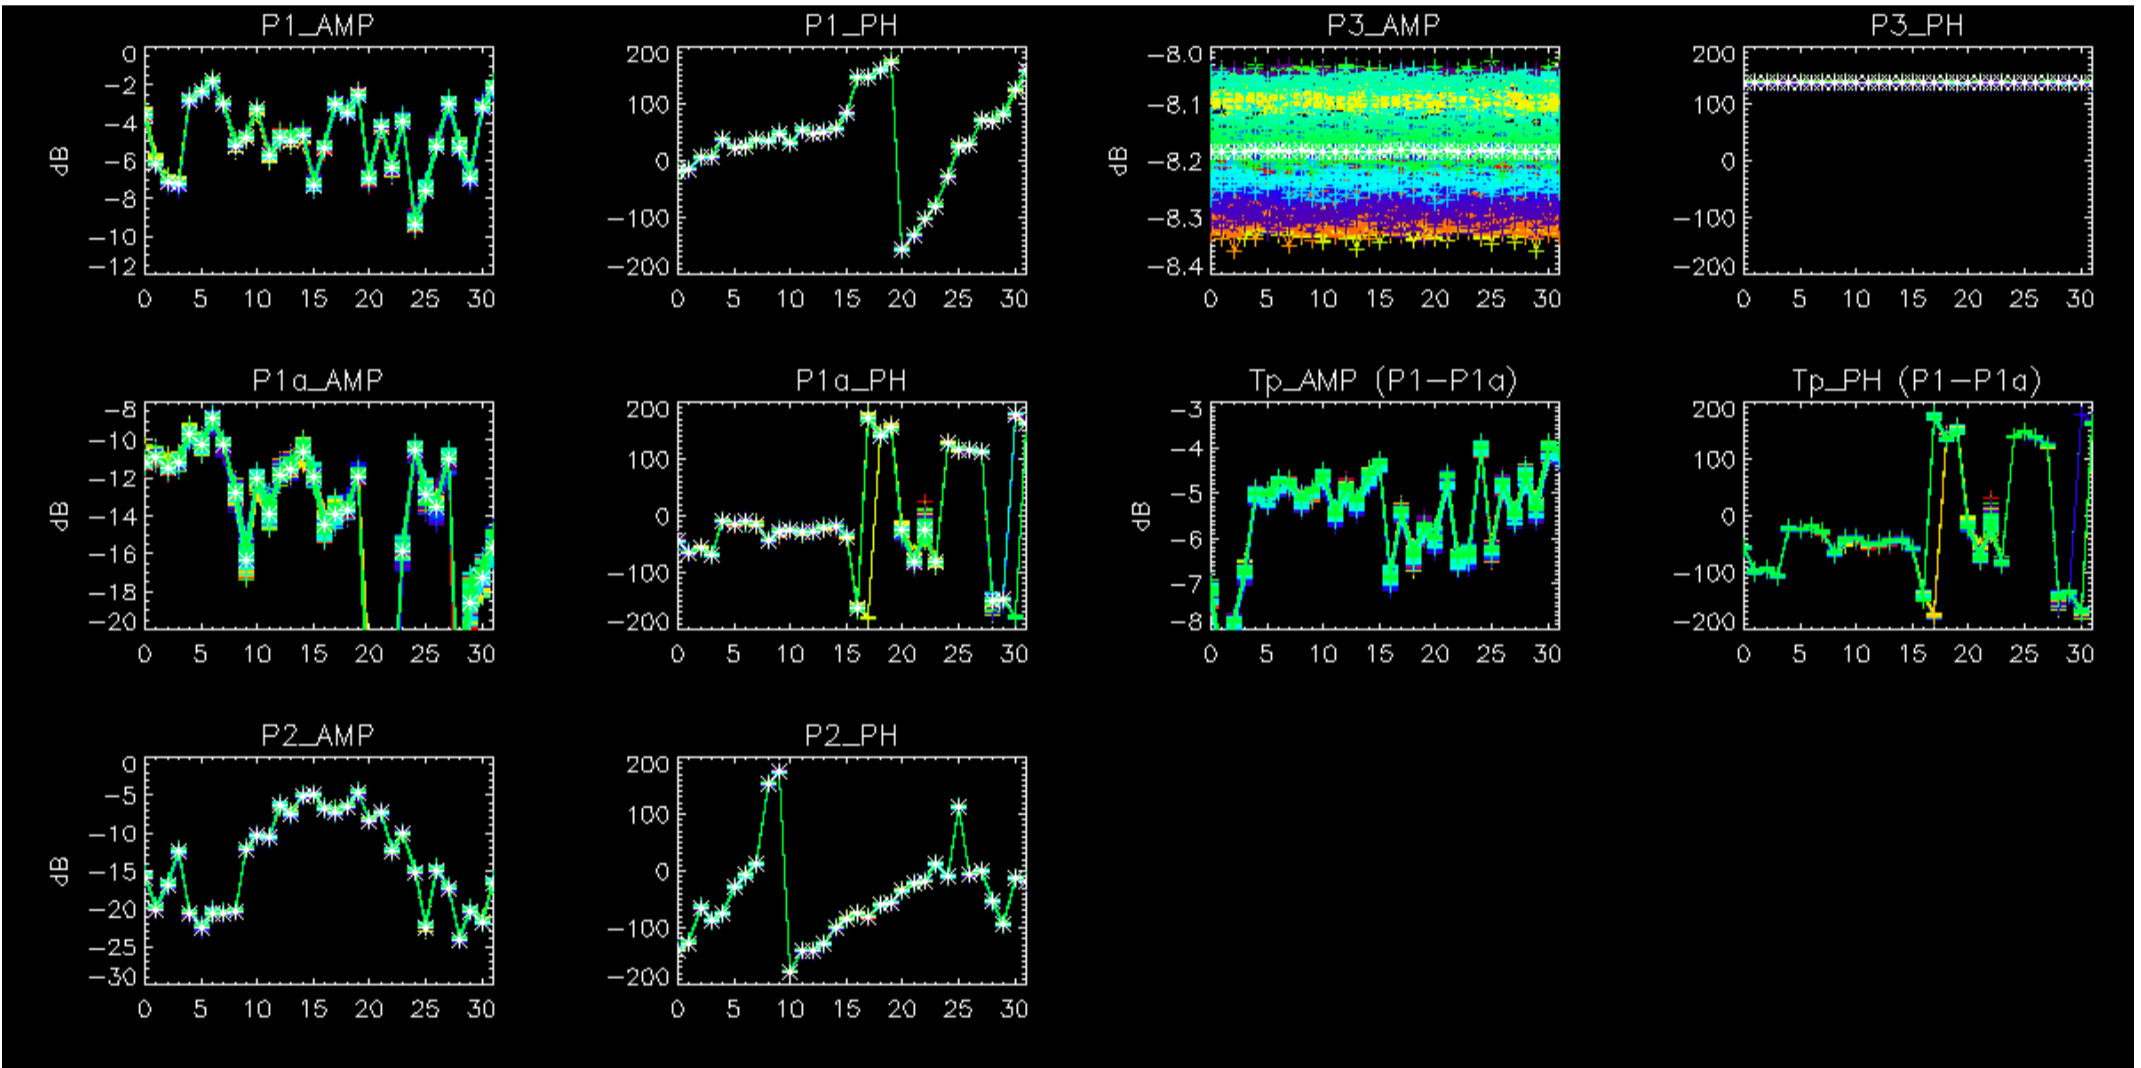 P1_AMP
dB
0
−2
−4
−6
−8
−10
−12
0 5 10 15 20 25 30
P1_PH
200
100
0
−100
−200
0 5 10 15 20 25 30
P3_AMP
dB
−8.0
−8.1
−8.2
−8.3
−8.4
0 5 10 15 20 25 30
P3_PH
200
100
0
−100
−200
0 5 10 15 20 25 30
P1a_AMP
dB
−8
−10
−12
−14
−16
−18
−20
0 5 10 15 20 25 30
P1a_PH
200
100
0
−100
−200
0 5 10 15 20 25 30
Tp_AMP (P1−P1a)
dB
−3
−4
−5
−6
−7
−8
0 5 10 15 20 25 30
Tp_PH (P1−P1a)
200
100
0
−100
−200
0 5 10 15 20 25 30
P2_AMP
dB
0
−5
−10
−15
−20
−25
−30
0 5 10 15 20 25 30
P2_PH
200
100
0
−100
−200
0 5 10 15 20 25 30